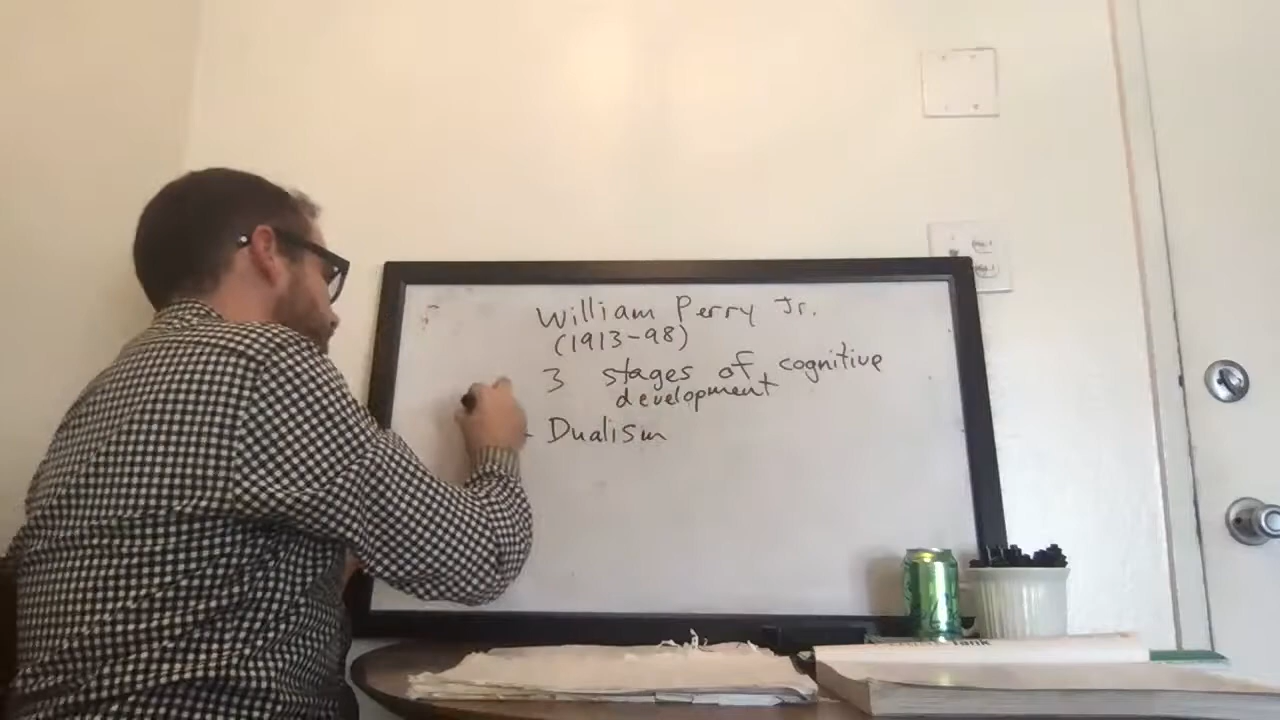 William Perry Jr.
(1913-98)
3 stages of cognitive
development
- Dualism